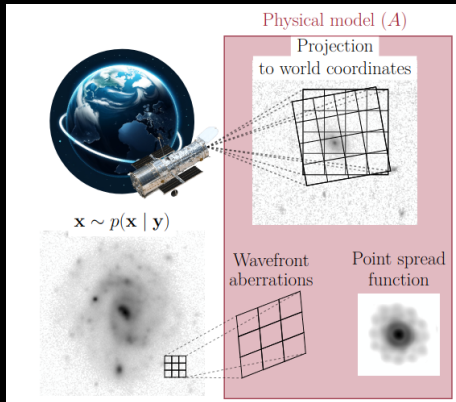 Physical model (A)
Projection
to world coordinates
x ∼ p(x | y)
Wavefront
aberrations
Point spread
function